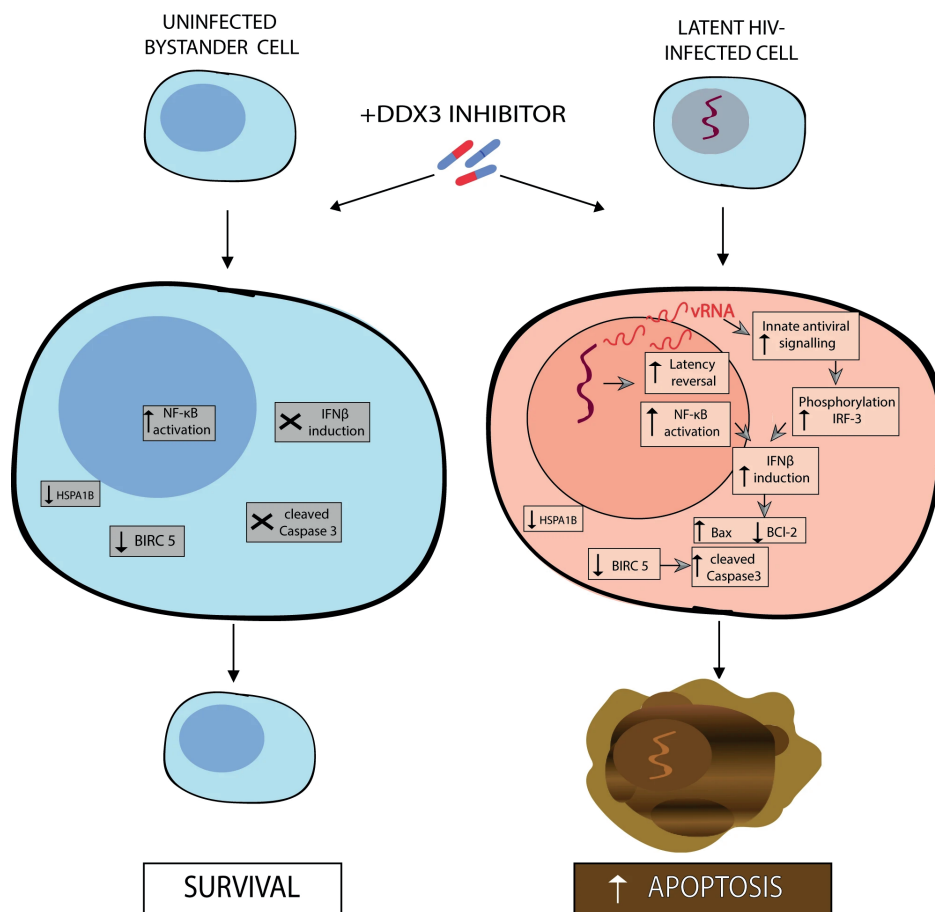 UNINFECTED
BYSTANDER CELL
LATENT HIV-
INFECTED CELL
+DDX3 INHIBITOR
↑ NF-κB
activation
✕ IFNβ
induction
↓ HSPA1B
↓ BIRC 5
✕ cleaved
Caspase 3
vRNA
Innate antiviral
↑ signalling
↑ Latency
reversal
Phosphorylation
↑ IRF-3
↑ NF-κB
activation
IFNβ
↑ induction
↓ HSPA1B
↑ Bax ↓ BCl-2
↓ BIRC 5
↑ cleaved
Caspase3
SURVIVAL
↑ APOPTOSIS